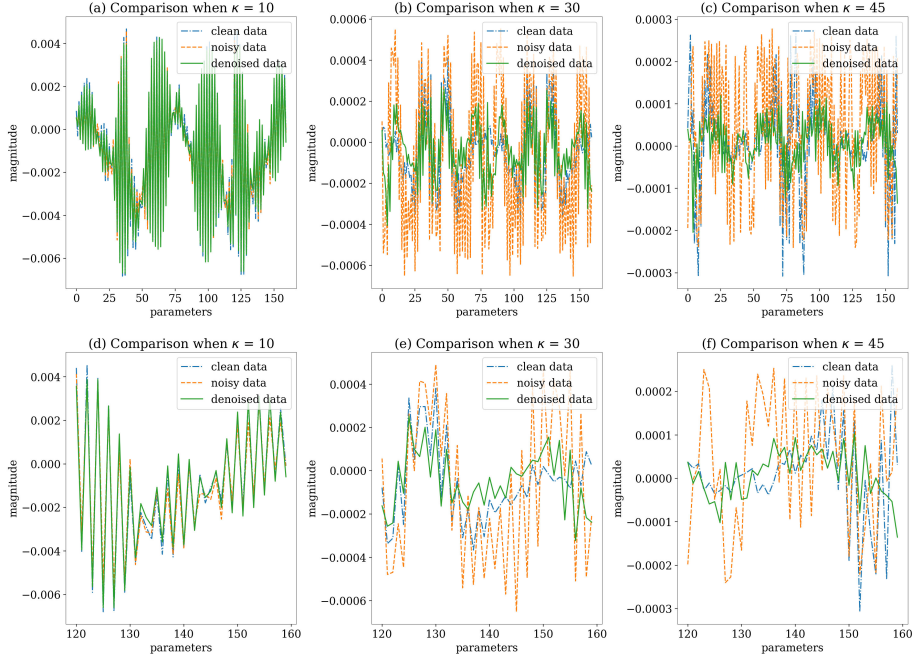 (a) Comparison when κ = 10
clean data
noisy data
denoised data
0.004
0.002
0.000
−0.002
−0.004
−0.006
magnitude
0 25 50 75 100 125 150
parameters
(b) Comparison when κ = 30
clean data
noisy data
denoised data
0.0006
0.0004
0.0002
0.0000
−0.0002
−0.0004
−0.0006
magnitude
0 25 50 75 100 125 150
parameters
(c) Comparison when κ = 45
clean data
noisy data
denoised data
0.0003
0.0002
0.0001
0.0000
−0.0001
−0.0002
−0.0003
magnitude
0 25 50 75 100 125 150
parameters
(d) Comparison when κ = 10
clean data
noisy data
denoised data
0.004
0.002
0.000
−0.002
−0.004
−0.006
magnitude
120 130 140 150 160
parameters
(e) Comparison when κ = 30
clean data
noisy data
denoised data
0.0004
0.0002
0.0000
−0.0002
−0.0004
−0.0006
magnitude
120 130 140 150 160
parameters
(f) Comparison when κ = 45
clean data
noisy data
denoised data
0.0002
0.0001
0.0000
−0.0001
−0.0002
−0.0003
magnitude
120 130 140 150 160
parameters